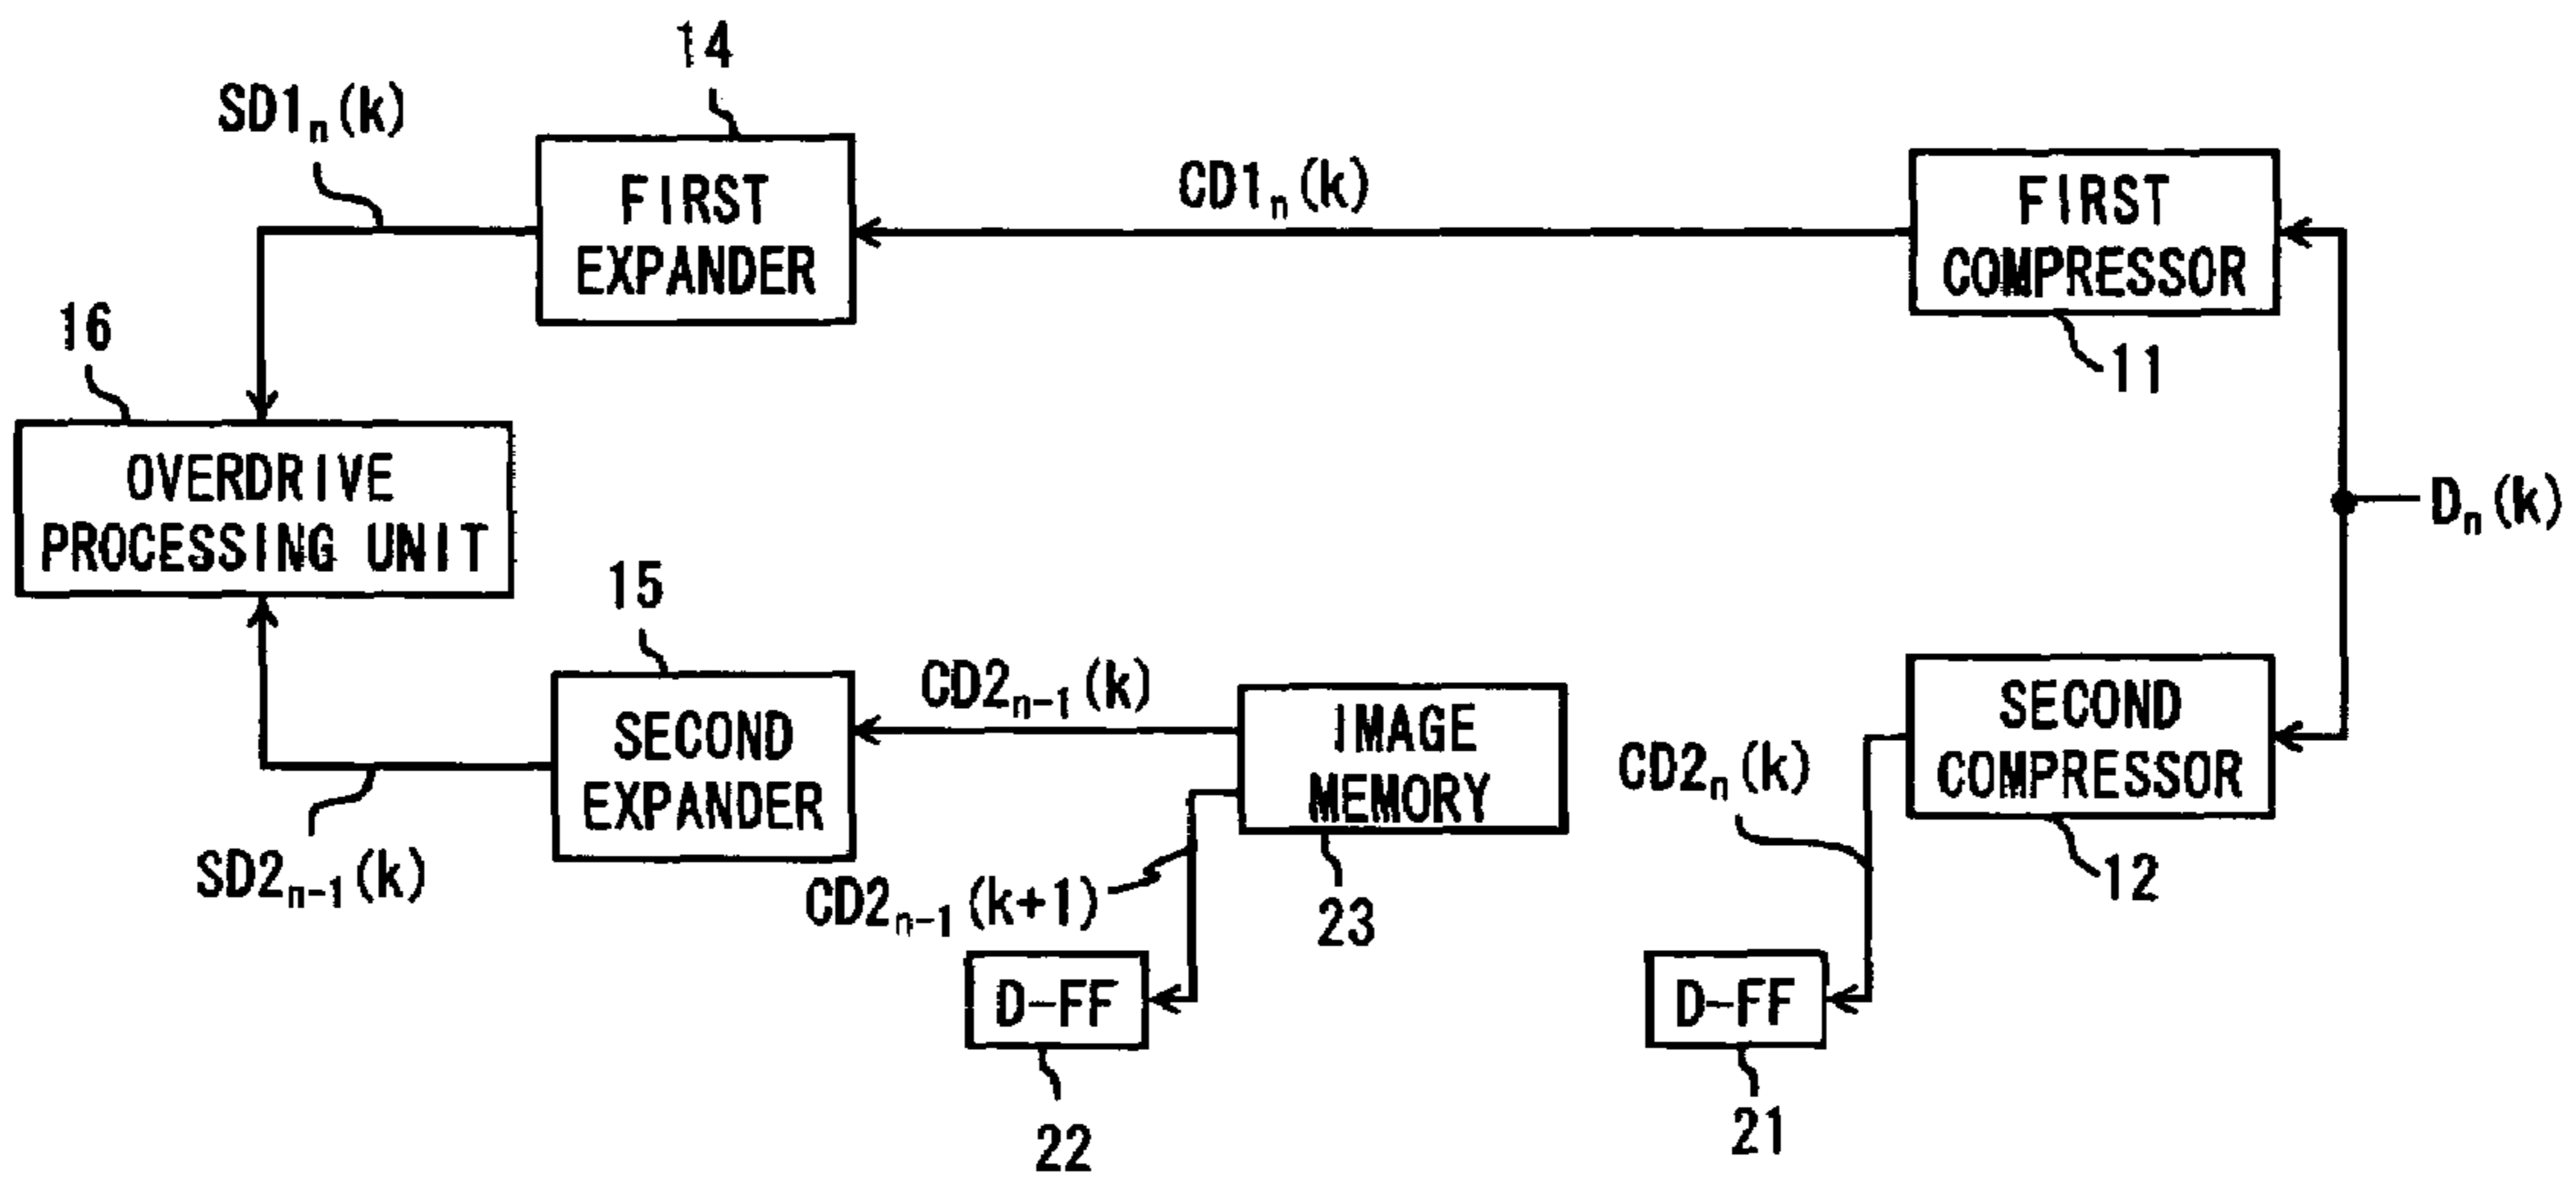 14
SD1n(k)
FIRST
EXPANDER
CD1n(k)
FIRST
COMPRESSOR
11
16
OVERDRIVE
PROCESSING UNIT
Dn(k)
15
SECOND
EXPANDER
CD2n-1(k)
IMAGE
MEMORY
CD2n(k)
SECOND
COMPRESSOR
12
SD2n-1(k)
CD2n-1(k+1)
23
D-FF
22
D-FF
21